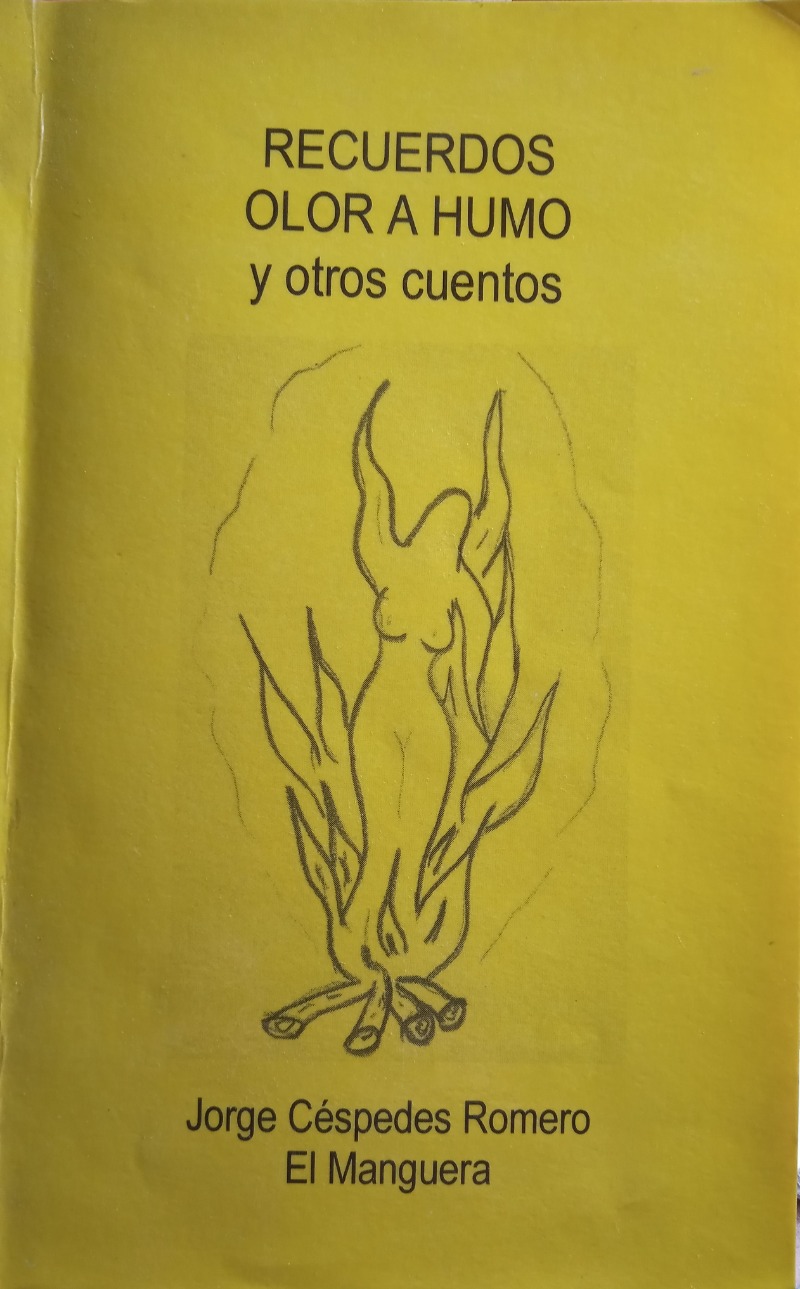 RECUERDOS
OLOR A HUMO
y otros cuentos
Jorge Céspedes Romero
El Manguera